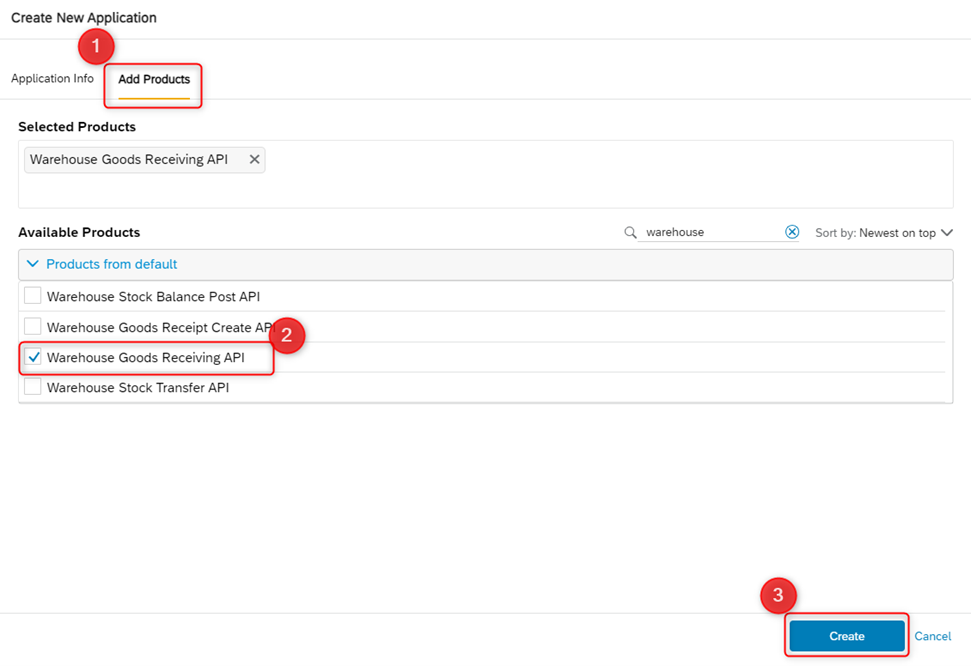 Create New Application
1
Application Info Add Products
Selected Products
Warehouse Goods Receiving API
Available Products warehouse Sort by: Newest on top
Products from default
Warehouse Stock Balance Post API
Warehouse Goods Receipt Create API
2
Warehouse Goods Receiving API
Warehouse Stock Transfer API
3
Create Cancel